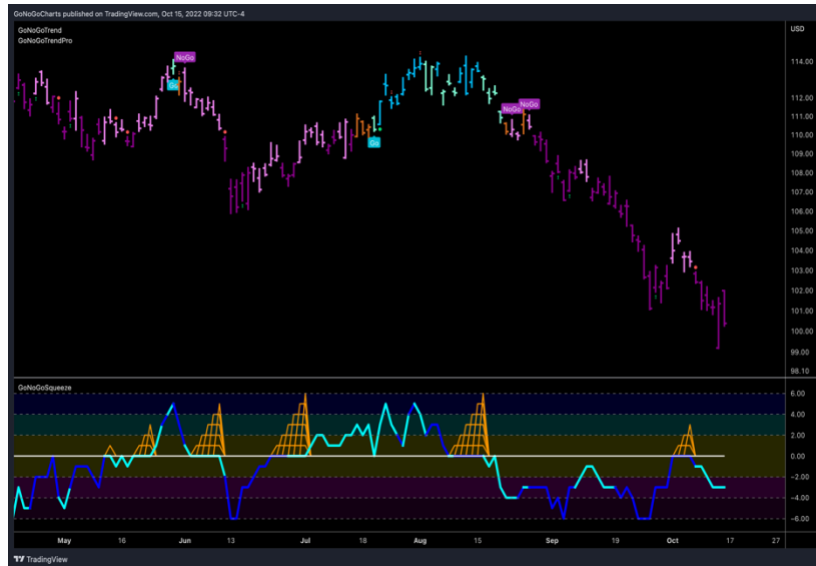 GoNoGoCharts published on TradingView.com, Oct 15, 2022 09:32 UTC-4
GoNoGoTrend
GoNoGoTrendPro
USD
NoGo
Go
114.00
112.00
NoGo NoGo
111.00
110.00
Go
109.00
108.00
107.00
106.00
105.00
104.00
103.00
102.00
101.00
100.00
99.00
98.10
GoNoGoSqueeze
6.00
4.00
2.00
0.00
−2.00
−4.00
−6.00
May 16 Jun 13 Jul 18 Aug 15 Sep 19 Oct 17 27
TradingView